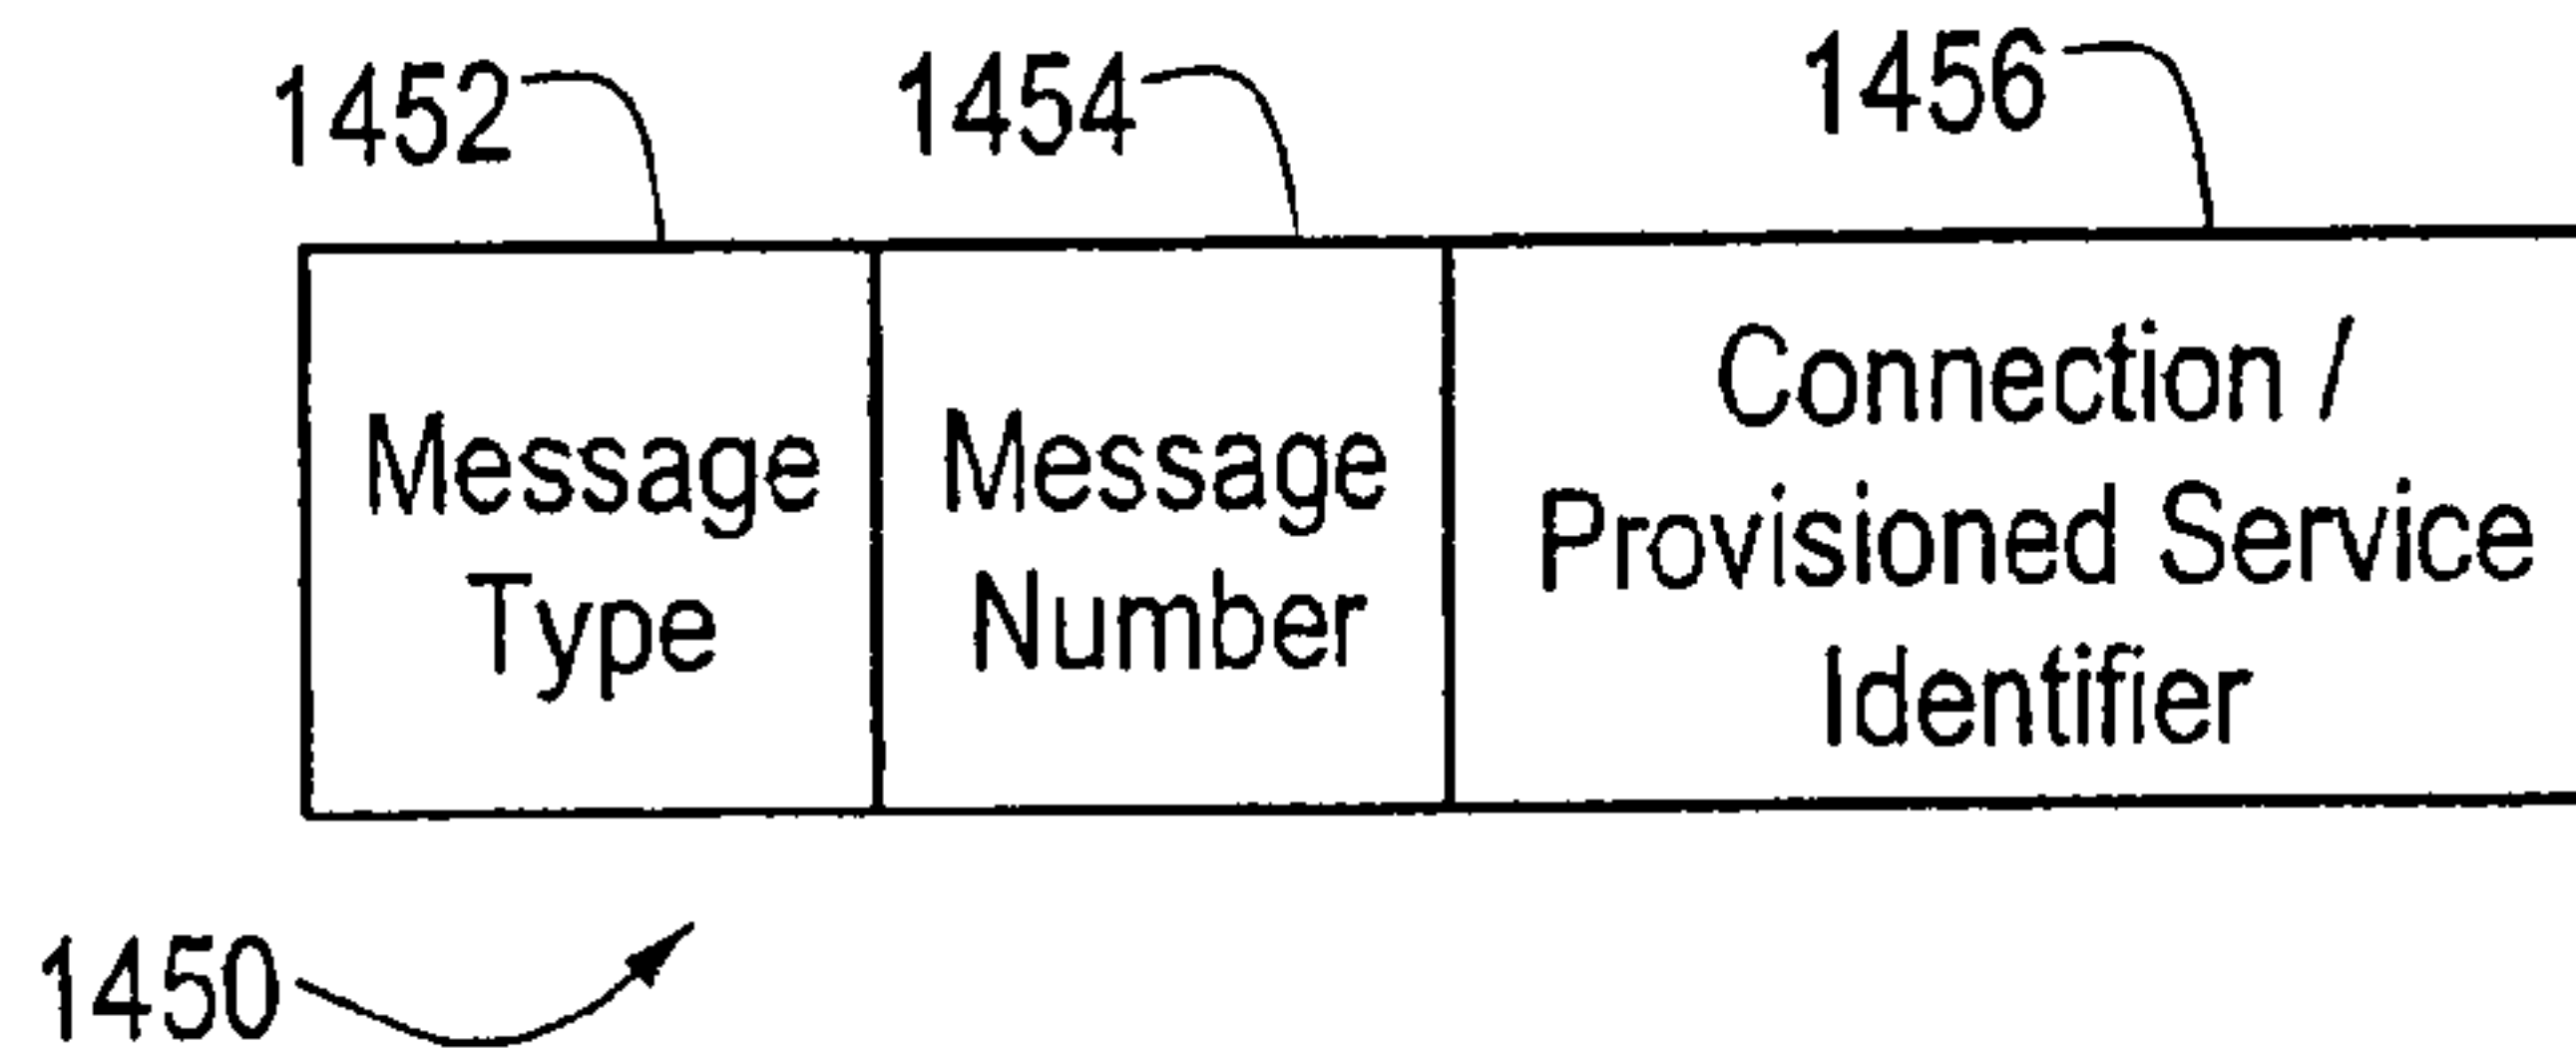 1452
1454
1456
Message
Type
Message
Number
Connection /
Provisioned Service
Identifier
1450